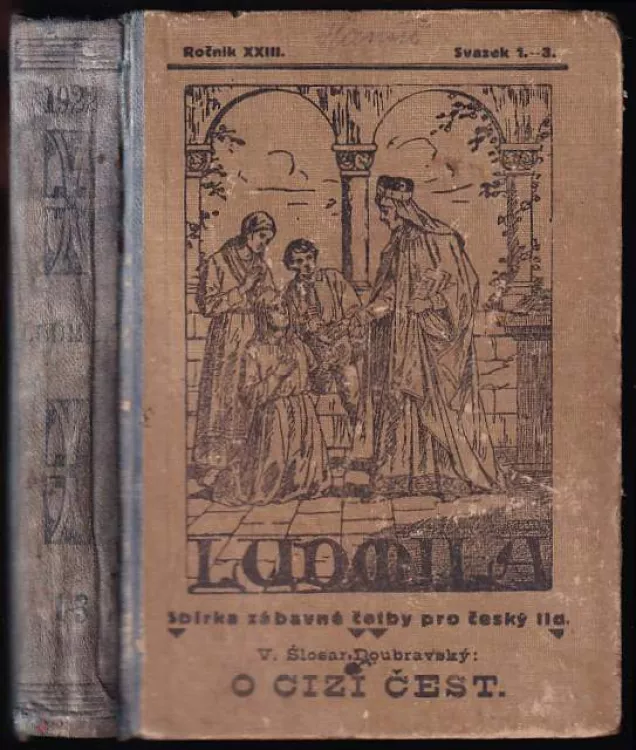 Ročník XXIII. Svazek 1.-3.
LUDMILA
Sbírka zábavné četby pro český lid.
V. Šlosar-Doubravský:
O CIZÍ ČEST.